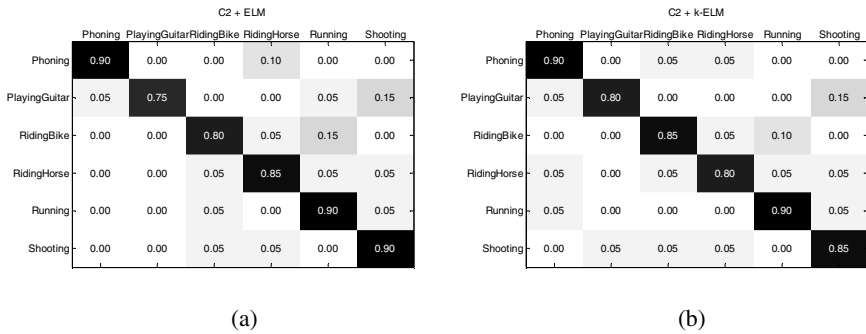 C2 + ELM
Phoning PlayingGuitar RidingBike RidingHorse Running Shooting
Phoning 0.90 0.00 0.00 0.10 0.00 0.00
PlayingGuitar 0.05 0.75 0.00 0.00 0.05 0.15
RidingBike 0.00 0.00 0.80 0.05 0.15 0.00
RidingHorse 0.00 0.00 0.05 0.85 0.05 0.05
Running 0.00 0.00 0.05 0.00 0.90 0.05
Shooting 0.00 0.00 0.05 0.05 0.00 0.90
(a)
C2 + k-ELM
Phoning PlayingGuitar RidingBike RidingHorse Running Shooting
Phoning 0.90 0.00 0.05 0.05 0.00 0.00
PlayingGuitar 0.05 0.80 0.00 0.00 0.00 0.15
RidingBike 0.00 0.00 0.85 0.05 0.10 0.00
RidingHorse 0.05 0.00 0.05 0.80 0.05 0.05
Running 0.05 0.00 0.00 0.00 0.90 0.05
Shooting 0.00 0.05 0.05 0.05 0.00 0.85
(b)